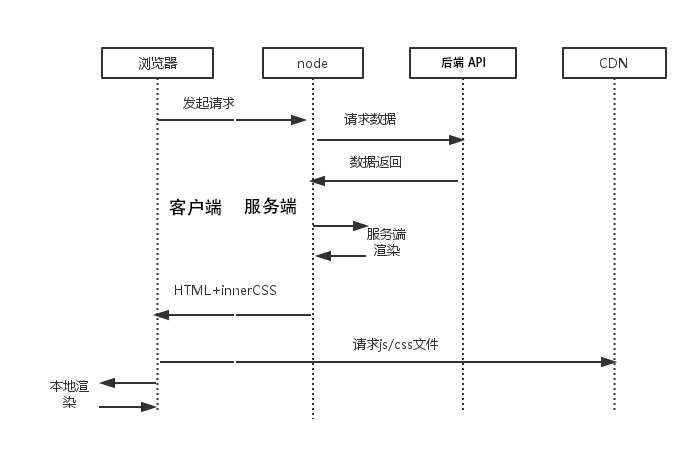 浏览器
node
后端 API
CDN
发起请求
请求数据
数据返回
客户端
服务端
服务端
渲染
HTML+innerCSS
请求js/css文件
本地渲
染